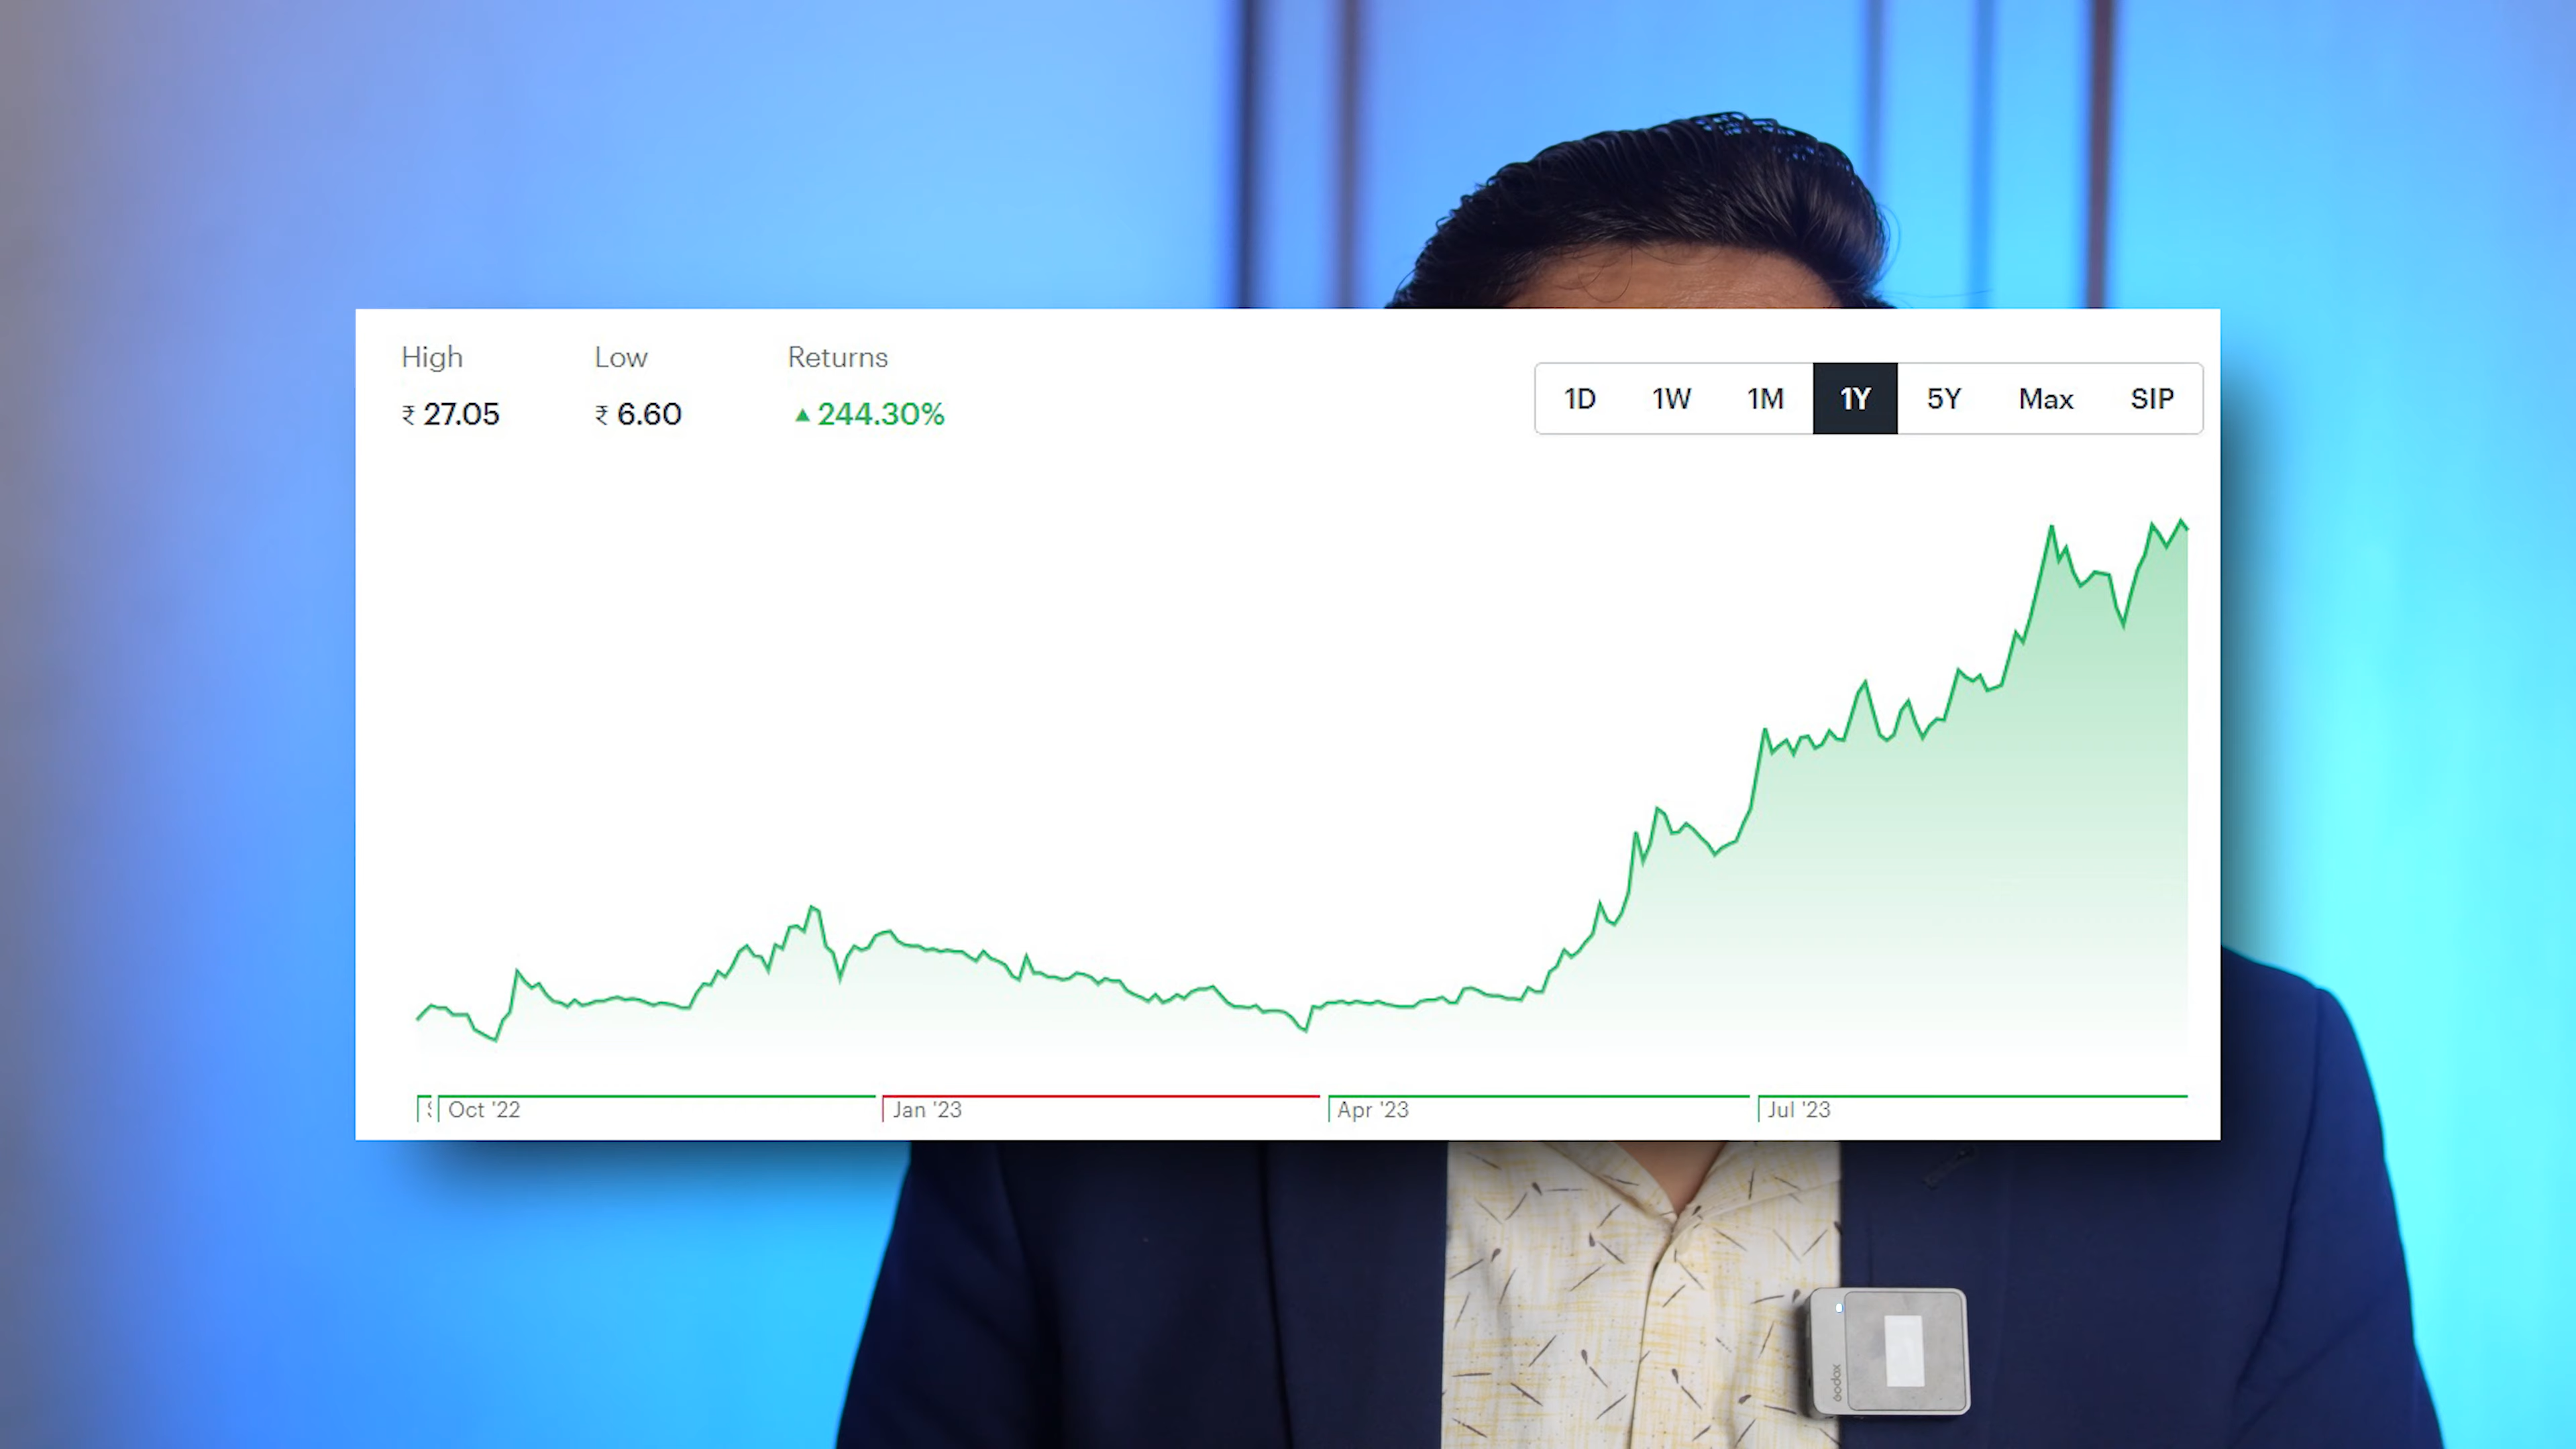 High Low Returns
₹ 27.05 ₹ 6.60 ▲ 244.30%
1D 1W 1M 1Y 5Y Max SIP
Oct '22 Jan '23 Apr '23 Jul '23
Godox